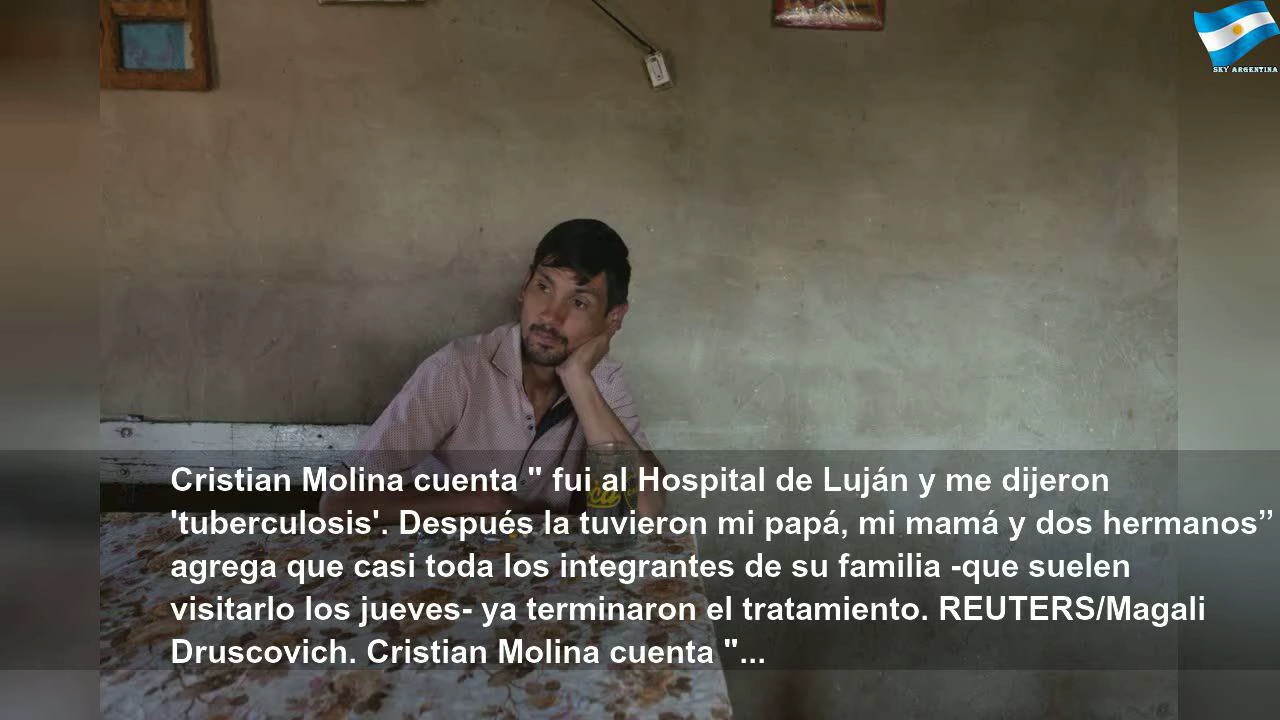 SKY ARGENTINA
Cristian Molina cuenta " fui al Hospital de Luján y me dijeron
'tuberculosis'. Después la tuvieron mi papá, mi mamá y dos hermanos”
agrega que casi toda los integrantes de su familia -que suelen
visitarlo los jueves- ya terminaron el tratamiento. REUTERS/Magali
Druscovich. Cristian Molina cuenta "...